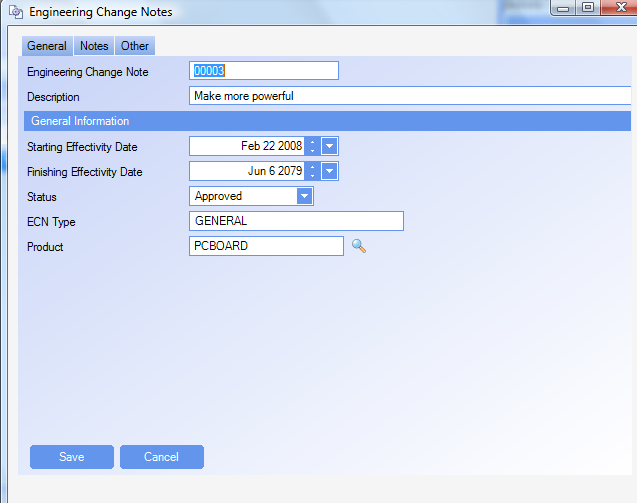 Engineering Change Notes
General Notes Other
Engineering Change Note 00003
Description Make more powerful
General Information
Starting Effectivity Date Feb 22 2008
Finishing Effectivity Date Jun 6 2079
Status Approved
ECN Type GENERAL
Product PCBOARD
Save Cancel